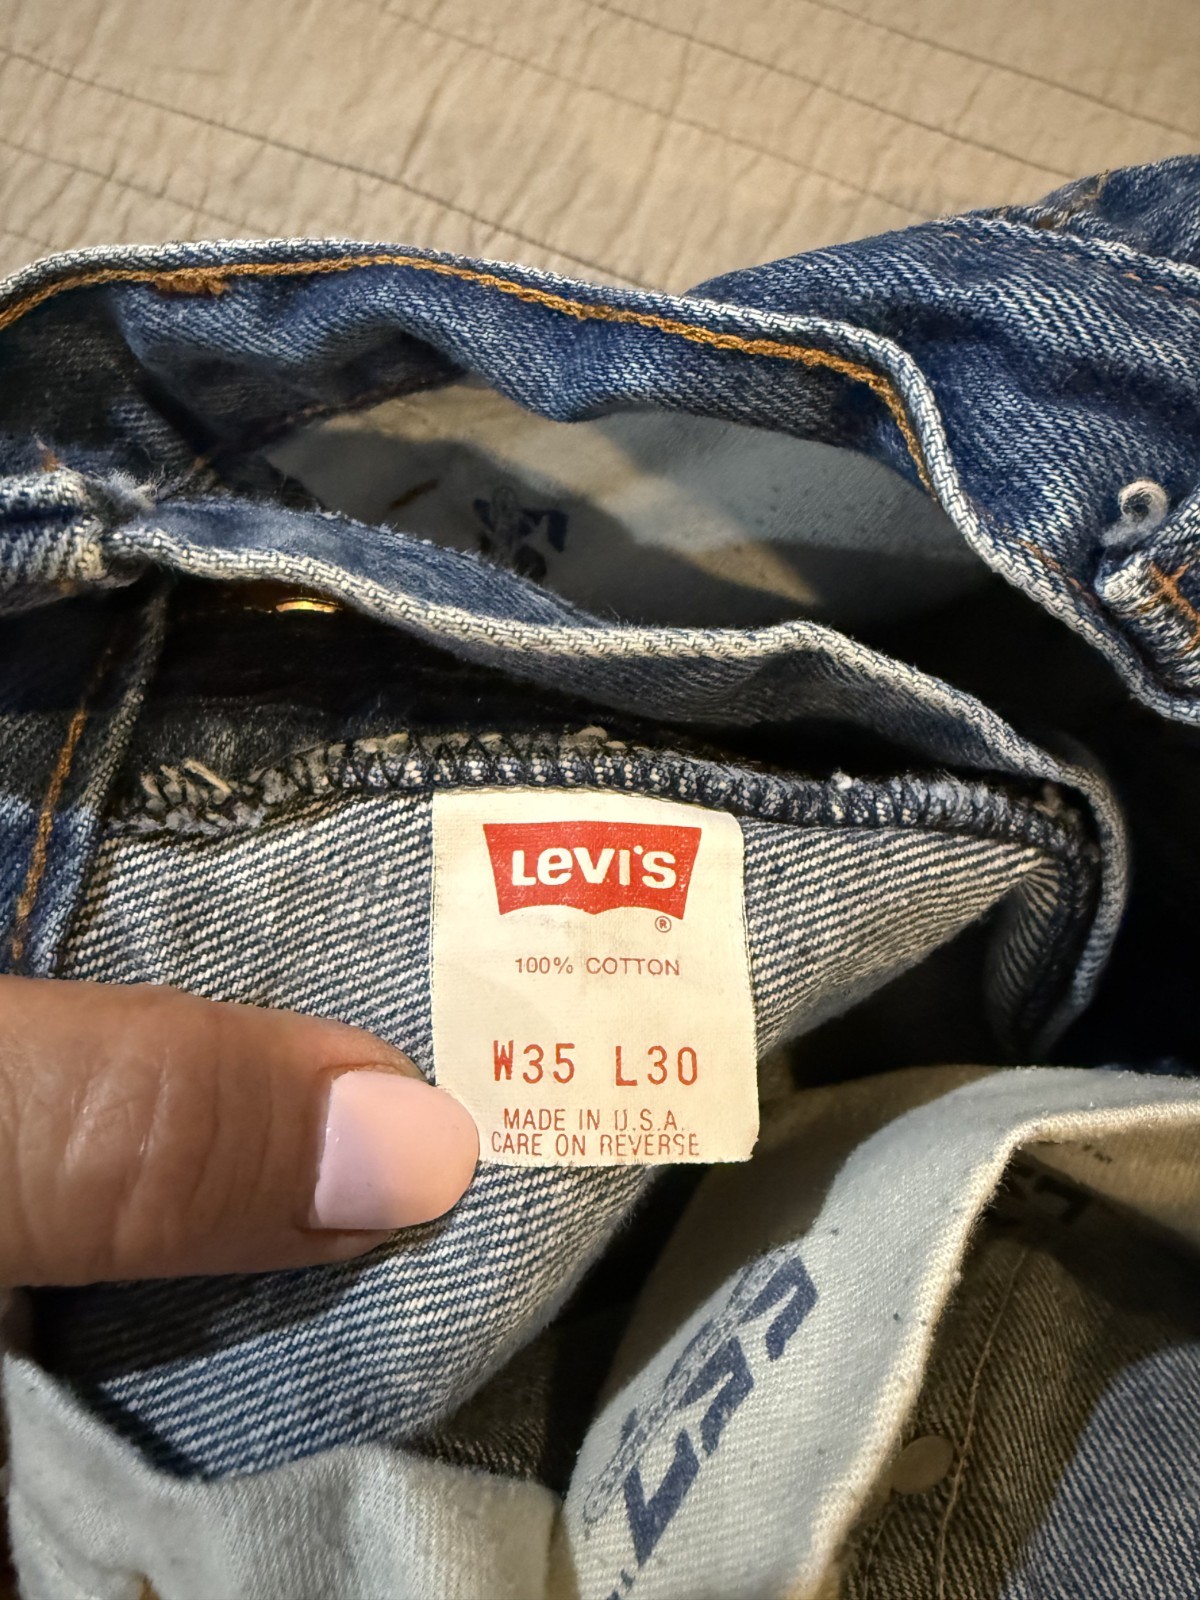 Levi's
®
100% COTTON
W35 L30
MADE IN U.S.A.
CARE ON REVERSE